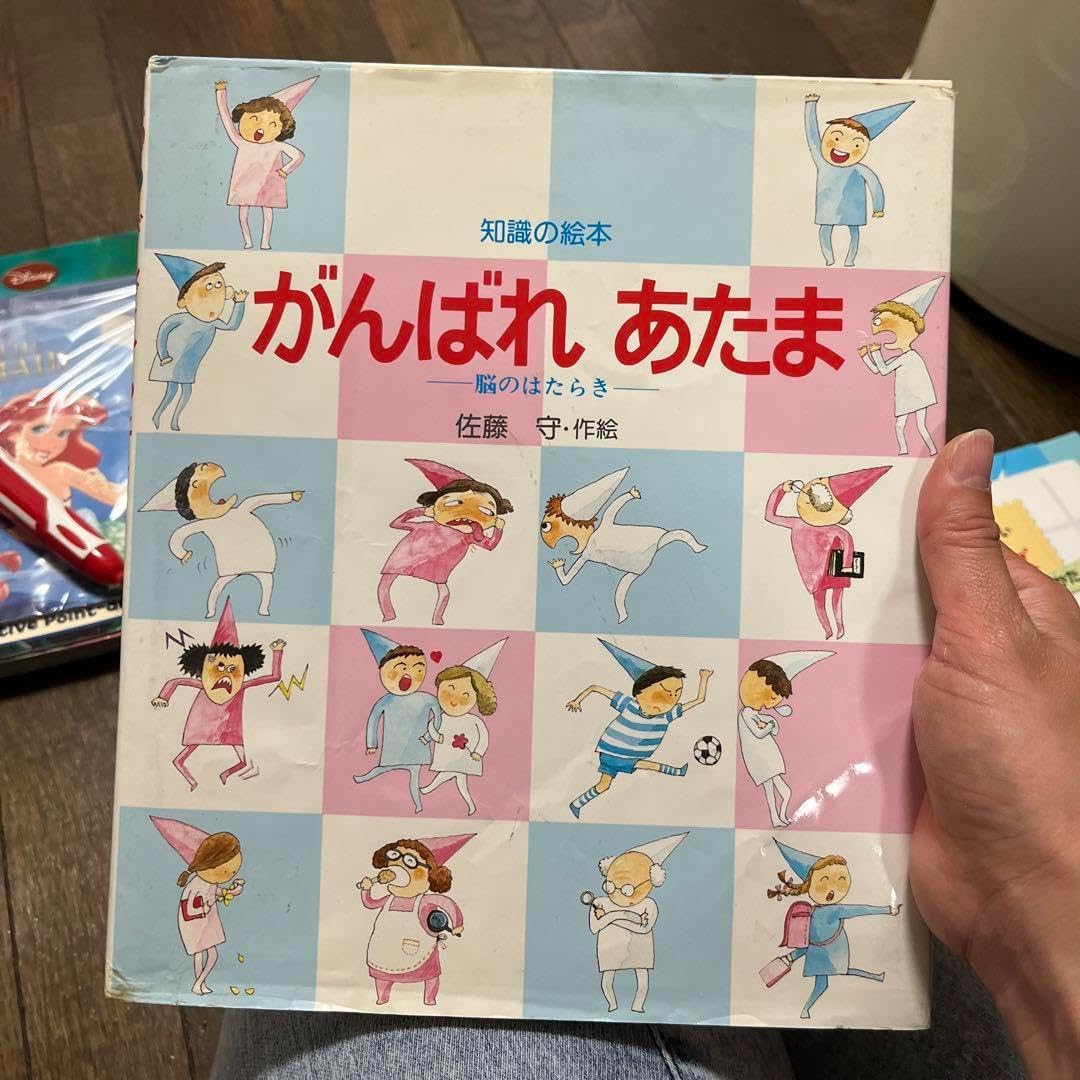 知識の絵本
がんばれ あたま
脳のはたらき
佐藤 守・作絵
Disney